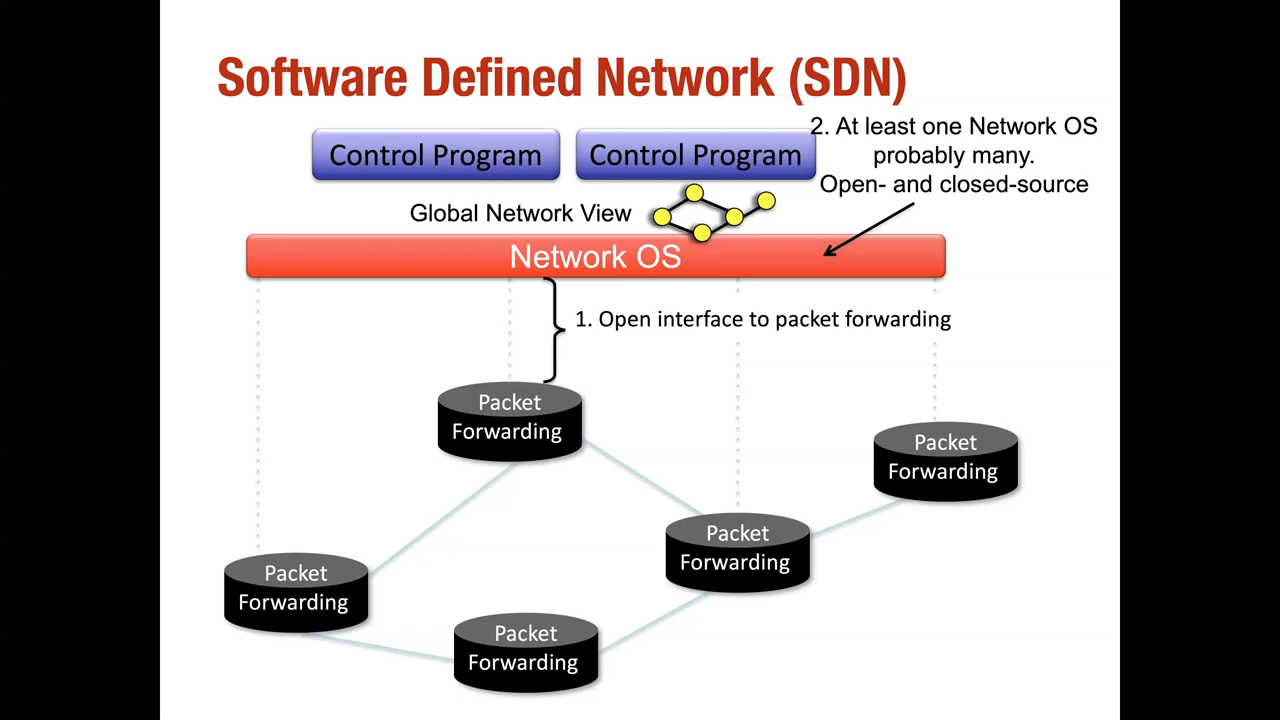 Software Defined Network (SDN)
Control Program
Control Program
2. At least one Network OS
probably many.
Open- and closed-source
Global Network View
Network OS
1. Open interface to packet forwarding
Packet
Forwarding
Packet
Forwarding
Packet
Forwarding
Packet
Forwarding
Packet
Forwarding